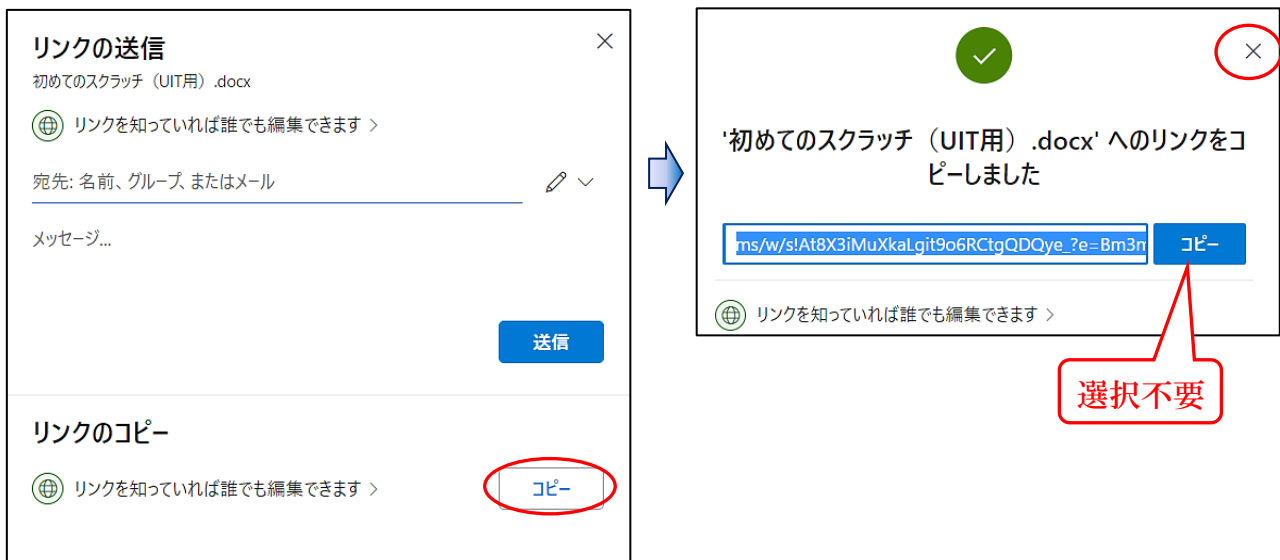 リンクの送信
初めてのスクラッチ（UIT用）.docx
リンクを知っていれば誰でも編集できます >
宛先: 名前、グループ、またはメール
メッセージ...
送信
リンクのコピー
リンクを知っていれば誰でも編集できます >
コピー
'初めてのスクラッチ（UIT用）.docx' へのリンクをコ
ピーしました
ms/w/s!At8X3iMuXkaLgit9o6RCtgQDQye_?e=Bm3m
コピー
リンクを知っていれば誰でも編集できます >
選択不要